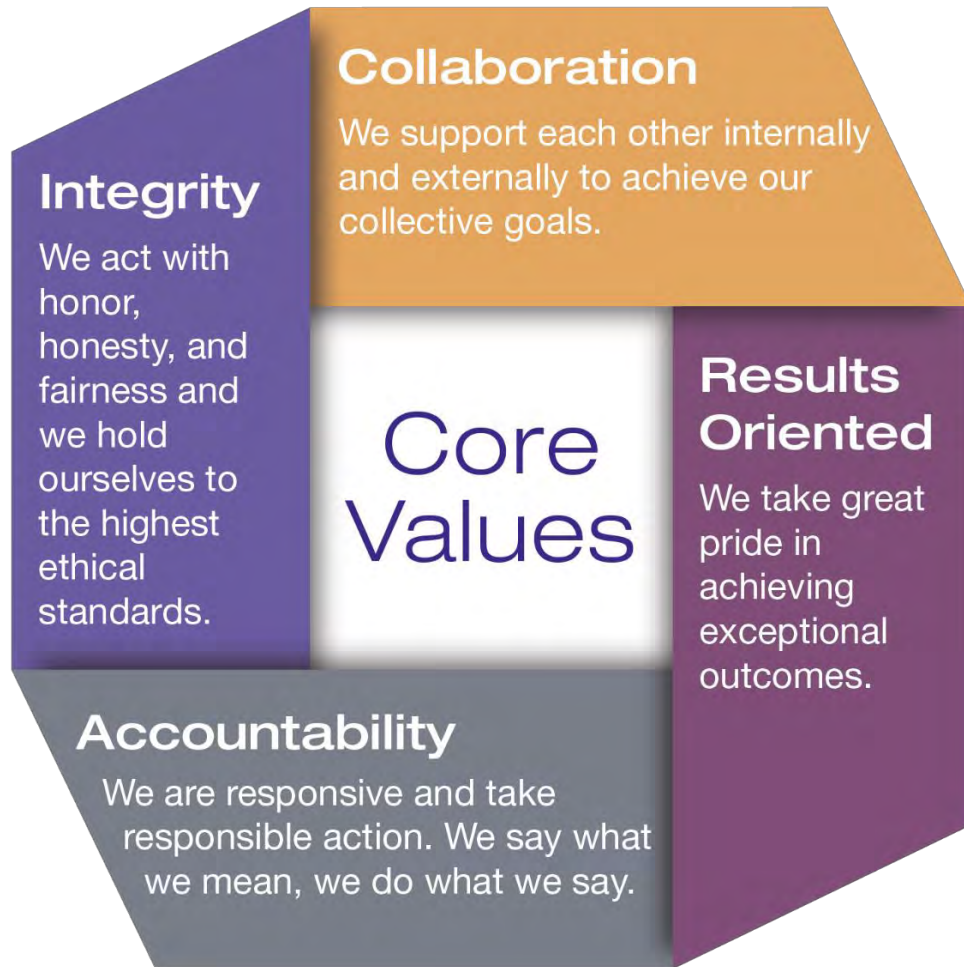 Collaboration
We support each other internally
and externally to achieve our
collective goals.
Integrity
We act with
honor,
honesty, and
fairness and
we hold
ourselves to
the highest
ethical
standards.
Core
Values
Results
Oriented
We take great
pride in
achieving
exceptional
outcomes.
Accountability
We are responsive and take
responsible action. We say what
we mean, we do what we say.